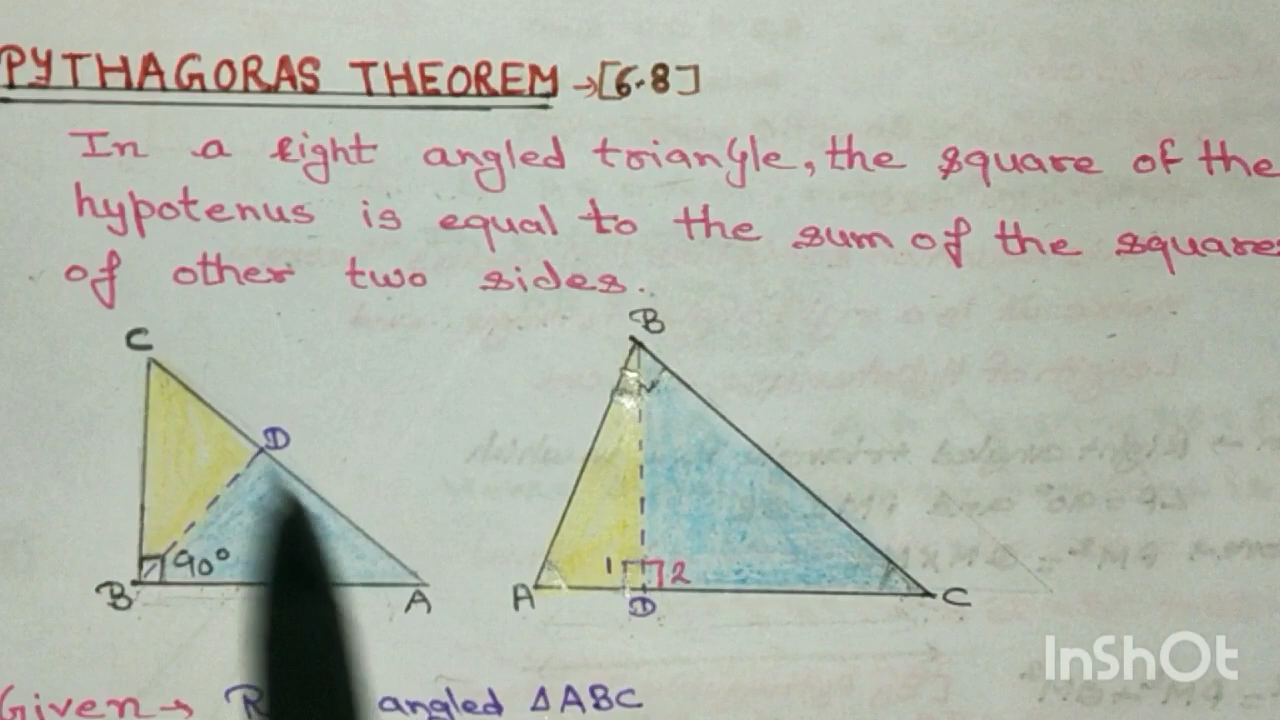 PYTHAGORAS THEOREM → [6.8]
In a right angled triangle, the square of the
hypotenus is equal to the sum of the square
of other two sides.
C
D
90°
B
A
B
1
2
A
D
C
Given → angled ΔABC
InShOt